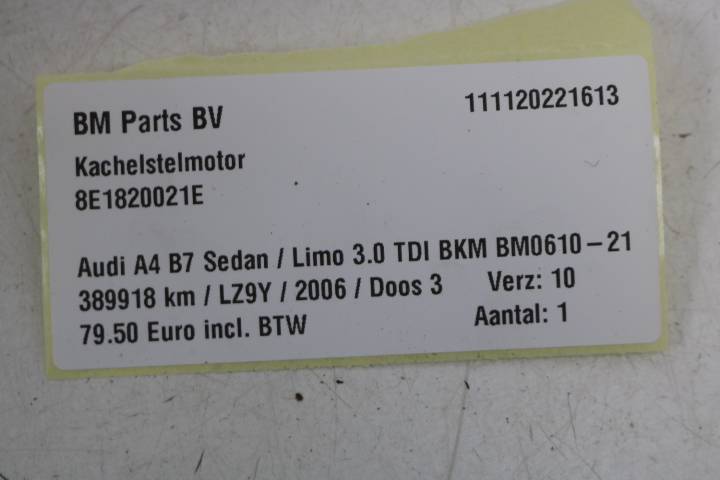 BM Parts BV 111120221613
Kachelstelmotor
8E1820021E
Audi A4 B7 Sedan / Limo 3.0 TDI BKM BM0610-21
389918 km / LZ9Y / 2006 / Doos 3 Verz: 10
79.50 Euro incl. BTW Aantal: 1